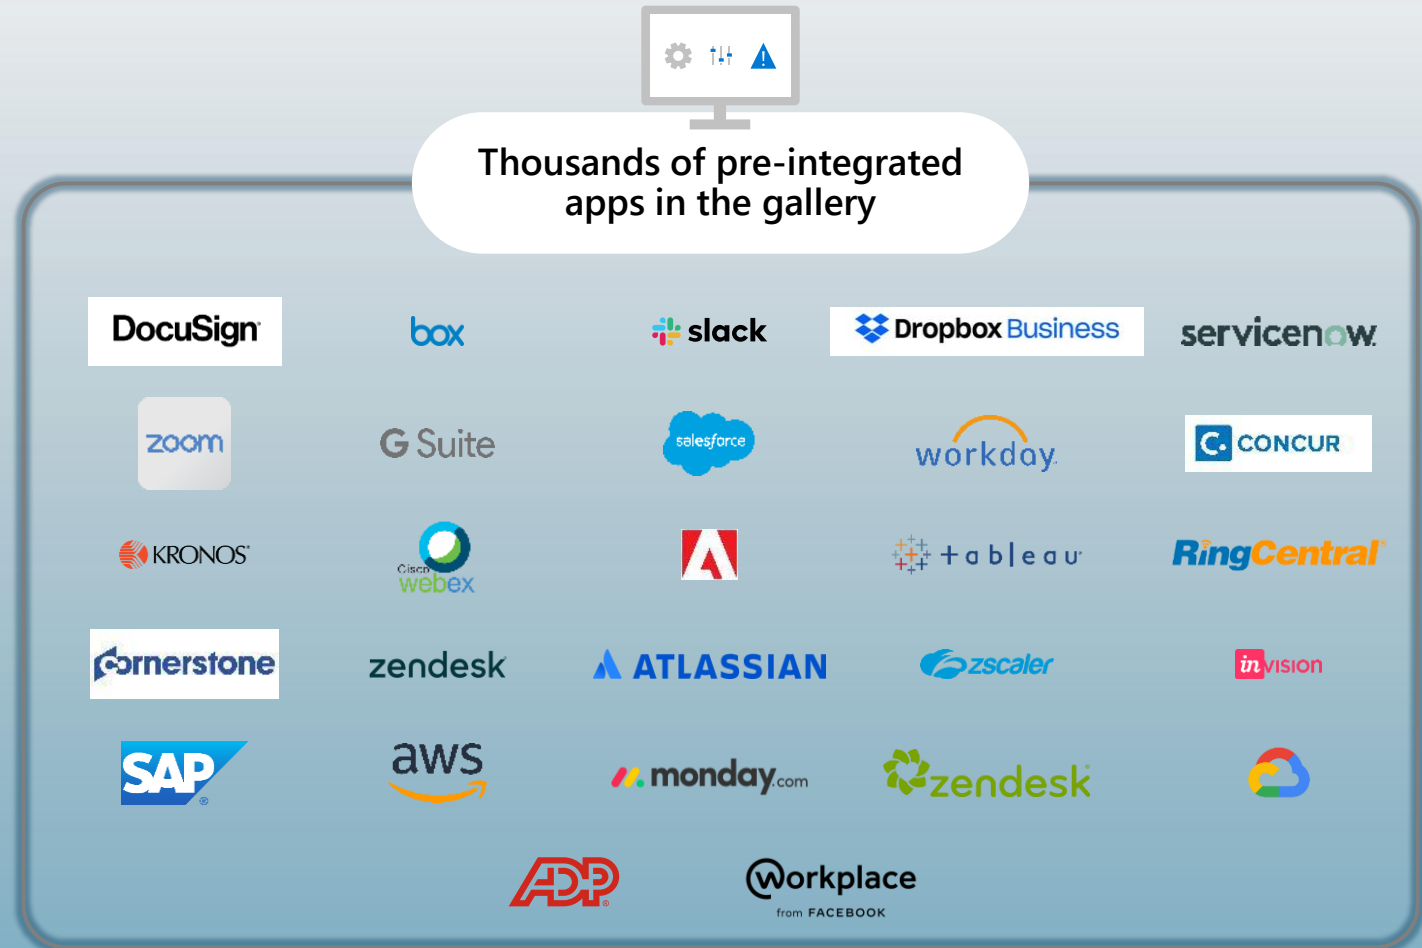 Thousands of pre-integrated
apps in the gallery
DocuSign
box
slack
Dropbox Business
servicenow
zoom
G Suite
salesforce
workday
C. CONCUR
KRONOS
Cisco
webex
tableau
RingCentral
cornerstone
zendesk
ATLASSIAN
zscaler
invision
SAP
aws
monday.com
zendesk
ADP
workplace
from FACEBOOK